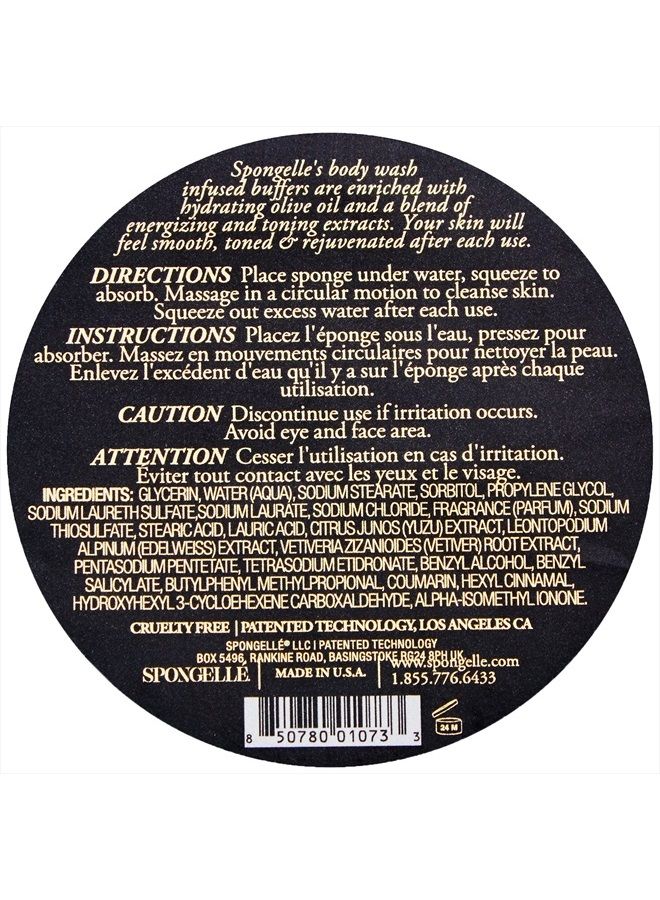 Spongelle's body wash
infused buffers are enriched with
hydrating olive oil and a blend of
energizing and toning extracts. Your skin will
feel smooth, toned & rejuvenated after each use.
DIRECTIONS Place sponge under water, squeeze to
absorb. Massage in a circular motion to cleanse skin.
Squeeze out excess water after each use.
INSTRUCTIONS Placez l'éponge sous l'eau, pressez pour
absorber. Massez en mouvements circulaires pour nettoyer la peau.
Enlevez l'excédent d'eau qu'il y a sur l'éponge après chaque
utilisation.
CAUTION Discontinue use if irritation occurs.
Avoid eye and face area.
ATTENTION Cesser l'utilisation en cas d'irritation.
Éviter tout contact avec les yeux et le visage.
INGREDIENTS: GLYCERIN, WATER (AQUA), SODIUM STEARATE, SORBITOL, PROPYLENE GLYCOL,
SODIUM LAURETH SULFATE,SODIUM LAURATE, SODIUM CHLORIDE, FRAGRANCE (PARFUM), SODIUM
THIOSULFATE, STEARIC ACID, LAURIC ACID, CITRUS JUNOS (YUZU) EXTRACT, LEONTOPODIUM
ALPINUM (EDELWEISS) EXTRACT, VETIVERIA ZIZANIOIDES (VETIVER) ROOT EXTRACT,
PENTASODIUM PENTETATE, TETRASODIUM ETIDRONATE, BENZYL ALCOHOL, BENZYL
SALICYLATE, BUTYLPHENYL METHYLPROPIONAL, COUMARIN, HEXYL CINNAMAL,
HYDROXYHEXYL 3-CYCLOEHEXENE CARBOXALDEHYDE, ALPHA-ISOMETHYL IONONE.
CRUELTY FREE | PATENTED TECHNOLOGY, LOS ANGELES CA
SPONGELLÉ® LLC | PATENTED TECHNOLOGY
BOX 5496, RANKINE ROAD, BASINGSTOKE RG24 8PH UK
SPONGELLÉ | MADE IN U.S.A. | www.spongelle.com
1.855.776.6433
8 50780 01073 3
24 M